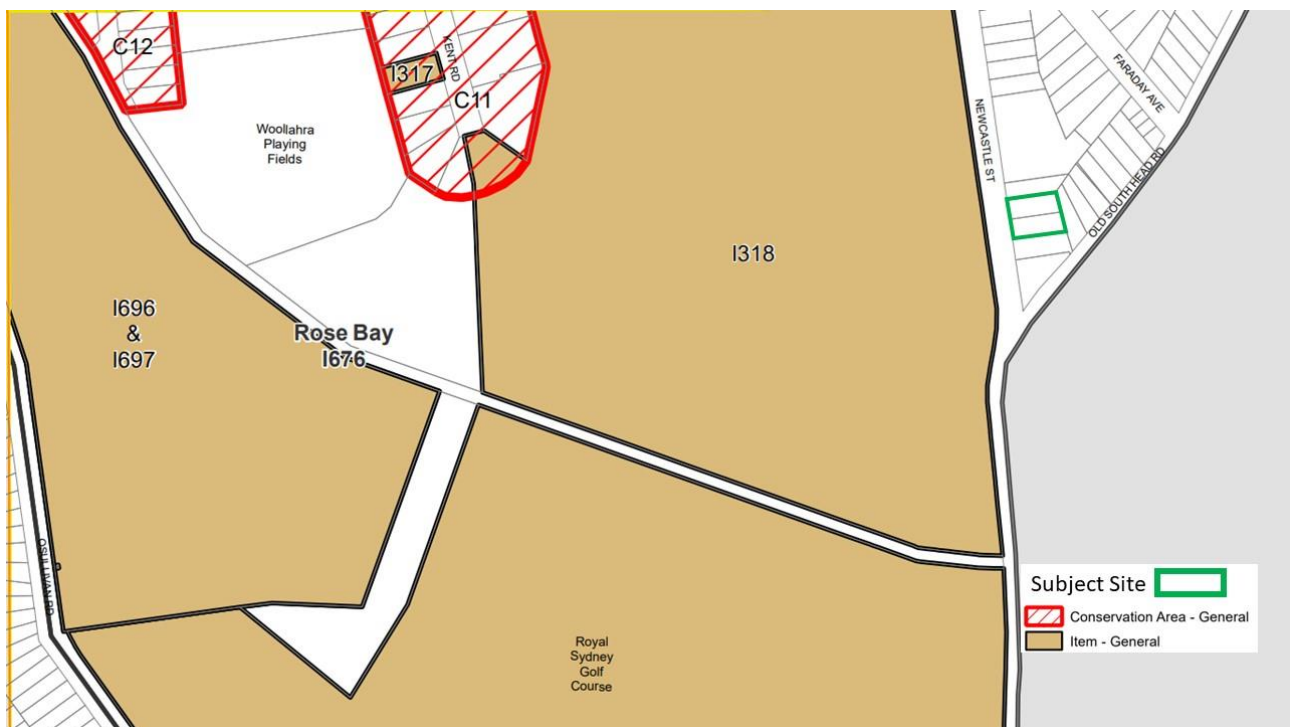 C12
I317
KENT RD
C11
FARADAY AVE
Woollahra
Playing
Fields
NEWCASTLE ST
OLD SOUTH HEAD RD
I318
I696
&
I697
Rose Bay
I676
OSULLIVAN RD
Royal
Sydney
Golf
Course
Subject Site
Conservation Area - General
Item - General